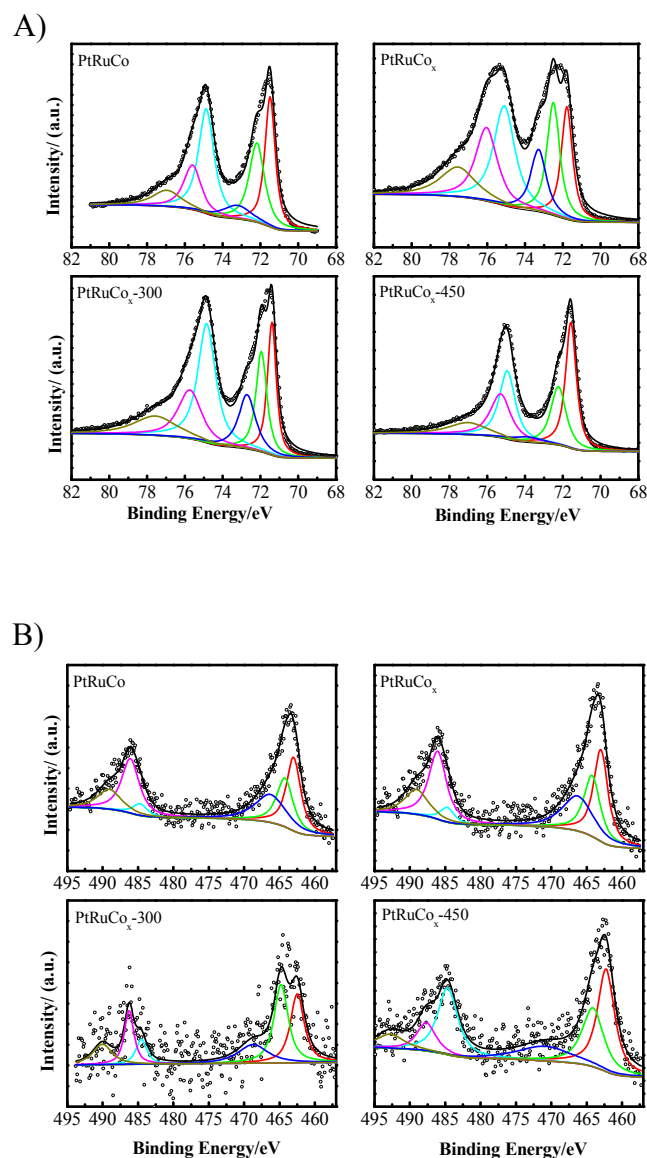 A)
PtRuCo
PtRuCoₓ
Intensity/ (a.u.)
82 80 78 76 74 72 70 68
82 80 78 76 74 72 70 68
PtRuCoₓ-300
PtRuCoₓ-450
Intensity/ (a.u.)
82 80 78 76 74 72 70 68
82 80 78 76 74 72 70 68
Binding Energy/eV
Binding Energy/eV
B)
PtRuCo
PtRuCoₓ
Intensity/ (a.u.)
495 490 485 480 475 470 465 460
495 490 485 480 475 470 465 460
PtRuCoₓ-300
PtRuCoₓ-450
Intensity/ (a.u.)
495 490 485 480 475 470 465 460
495 490 485 480 475 470 465 460
Binding Energy/eV
Binding Energy/eV